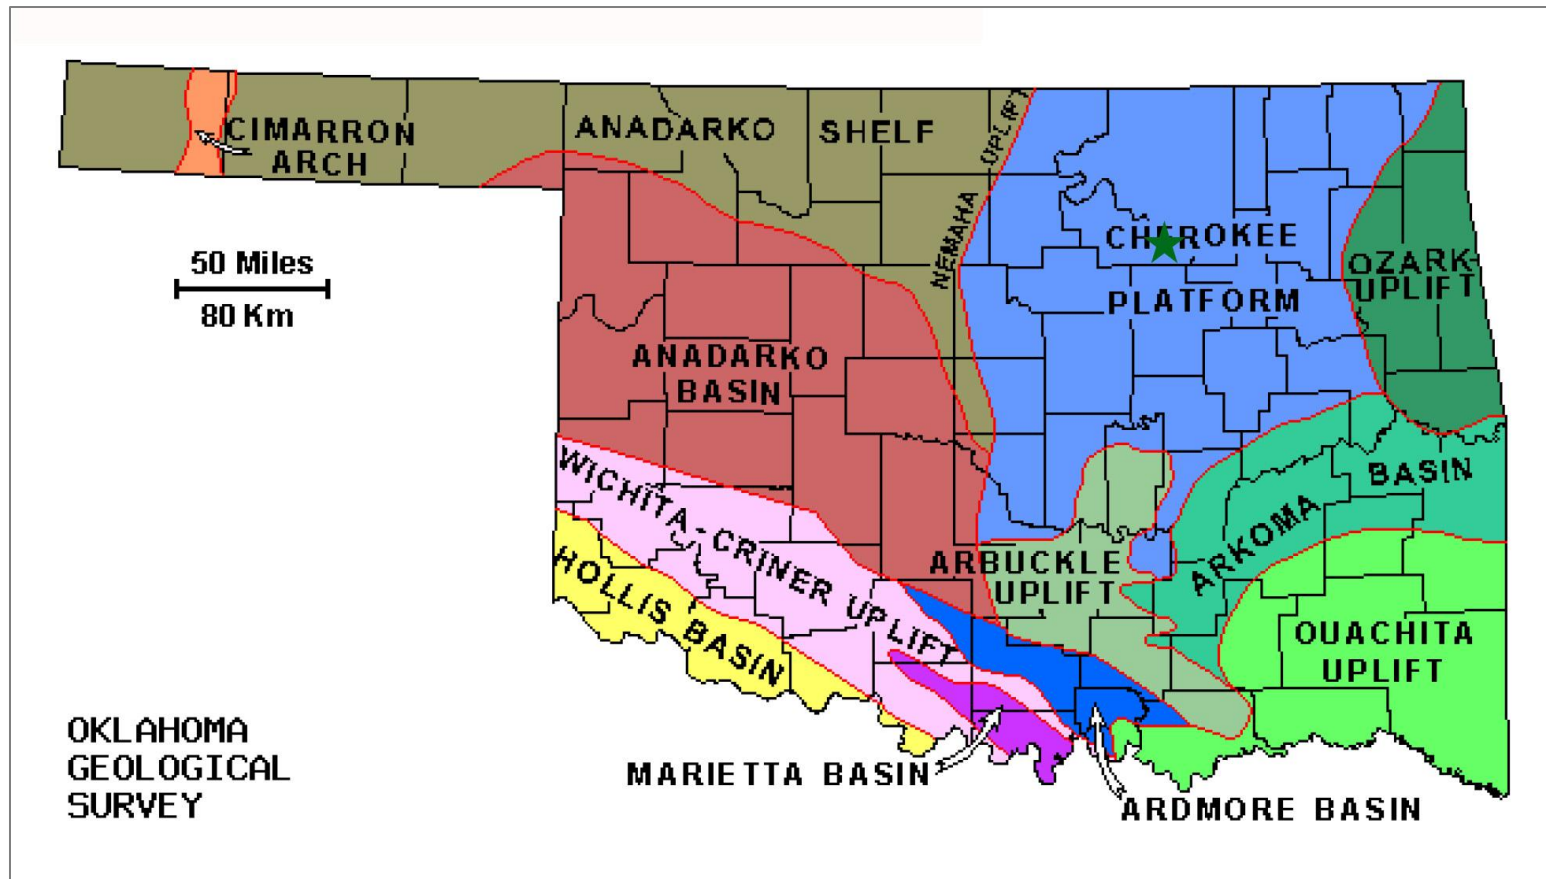 CIMARRON
ARCH
ANADARKO SHELF
NEMAHA UPLIFT
CHEROKEE
PLATFORM
OZARK-
UPLIFT
50 Miles
80 Km
ANADARKO
BASIN
WICHITA-CRINER UPLIFT
HOLLIS BASIN
ARBUCKLE
UPLIFT
ARKOMA BASIN
OUACHITA
UPLIFT
MARIETTA BASIN
ARDMORE BASIN
OKLAHOMA
GEOLOGICAL
SURVEY